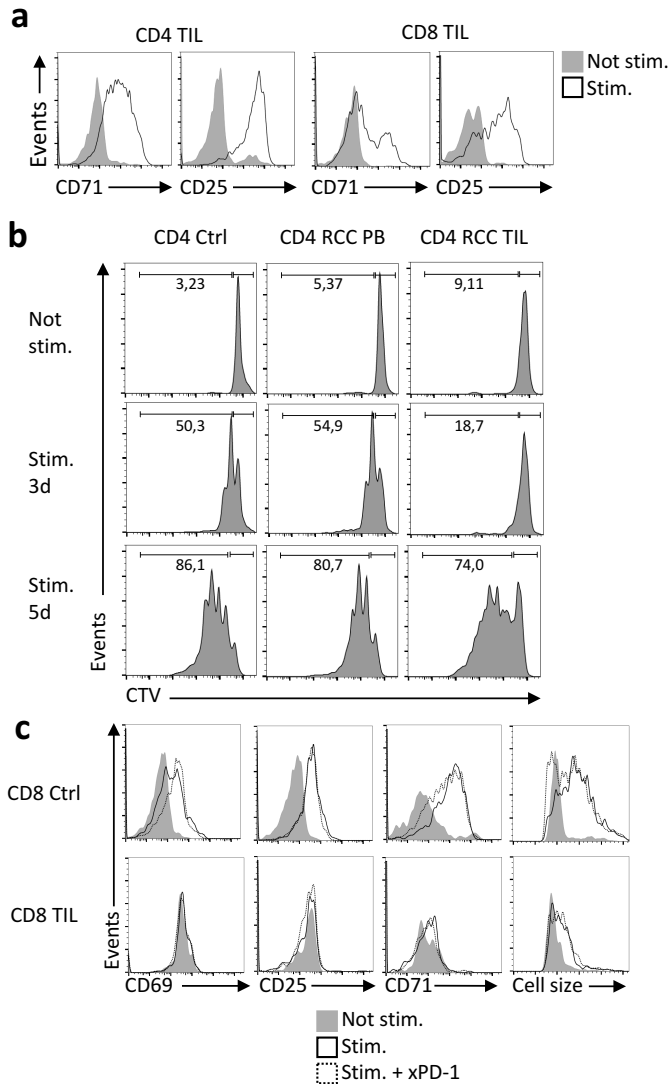 a
CD4 TIL
CD8 TIL
Not stim.
Stim.
Events
CD71
CD25
CD71
CD25
b
CD4 Ctrl
CD4 RCC PB
CD4 RCC TIL
Not
stim.
3,23
5,37
9,11
Stim.
3d
50,3
54,9
18,7
Stim.
5d
86,1
80,7
74,0
Events
CTV
c
CD8 Ctrl
CD8 TIL
Events
CD69
CD25
CD71
Cell size
Not stim.
Stim.
Stim. + xPD-1